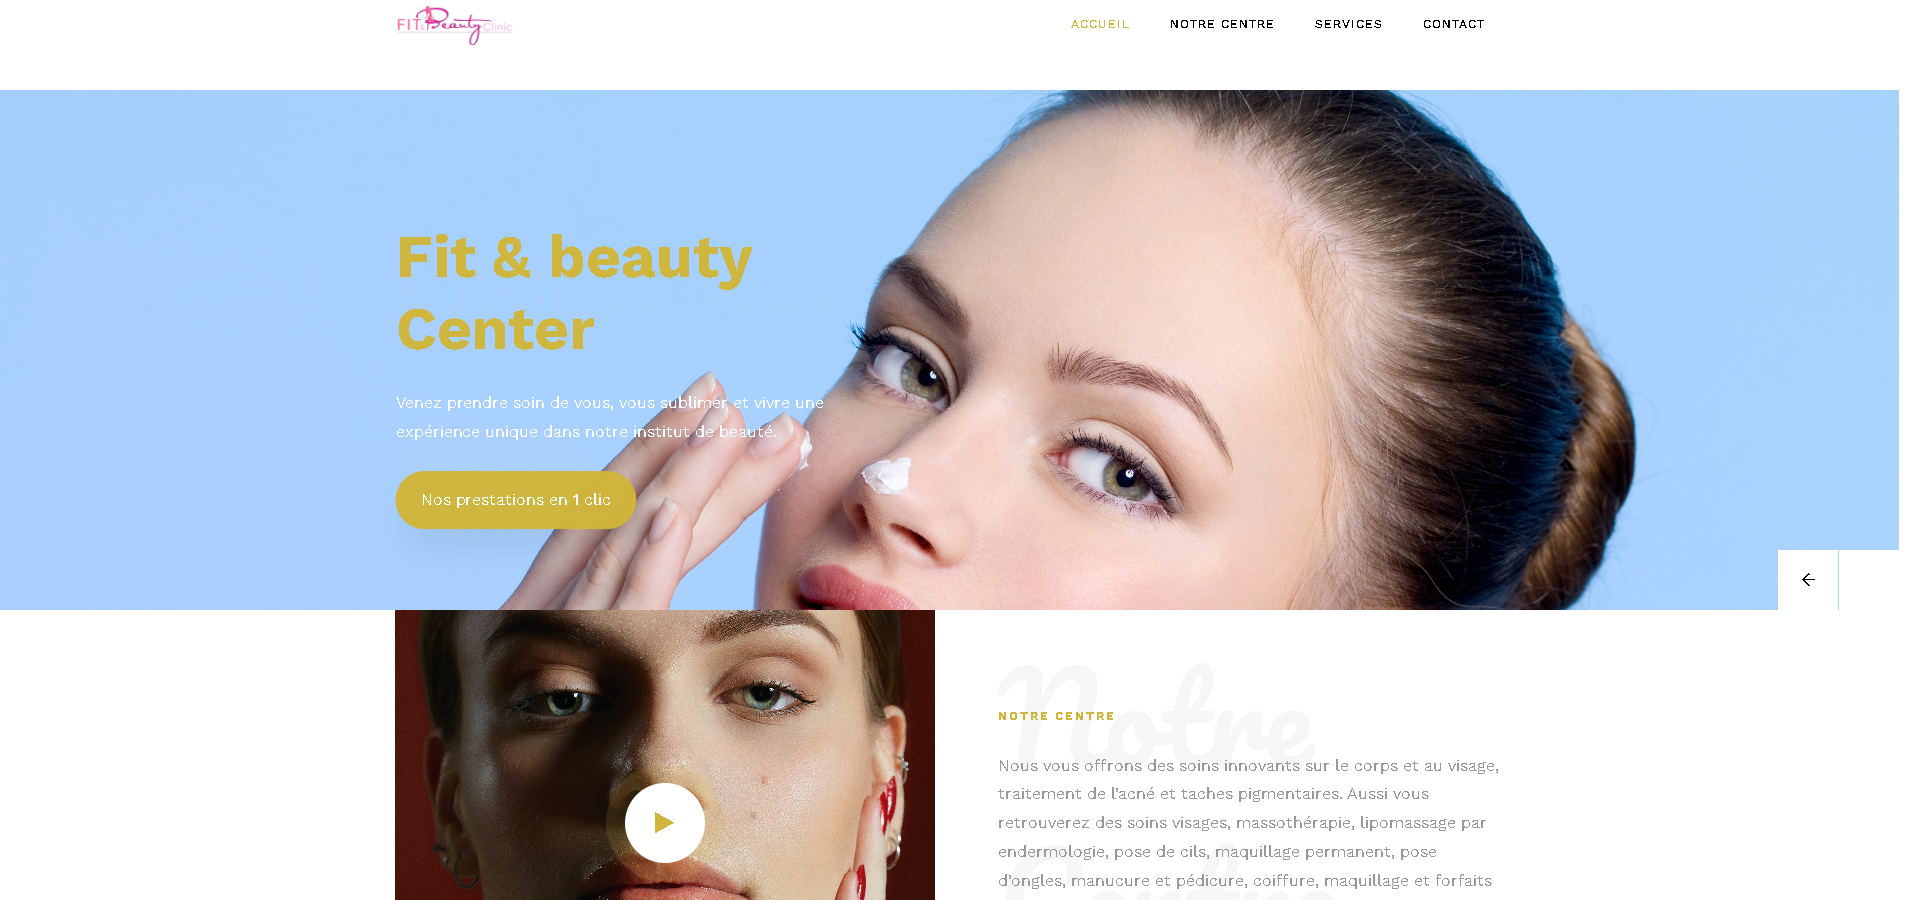 FIT & Beauty Clinic
ACCUEIL NOTRE CENTRE SERVICES CONTACT
Fit & beauty
Center
Venez prendre soin de vous, vous sublimer et vivre une
expérience unique dans notre institut de beauté.
Nos prestations en 1 clic
Notre
NOTRE CENTRE
Nous vous offrons des soins innovants sur le corps et au visage,
traitement de l'acné et taches pigmentaires. Aussi vous
retrouverez des soins visages, massothérapie, lipomassage par
endermologie, pose de cils, maquillage permanent, pose
Centre
d'ongles, manucure et pédicure, coiffure, maquillage et forfaits